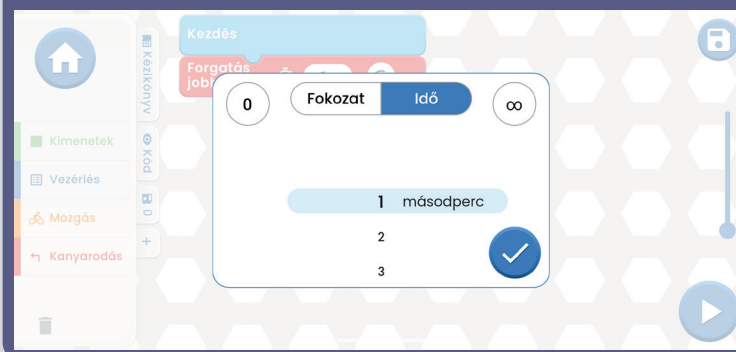 Kezdés
Forgatás
jobb
Kézikönyv
Kód
0
+
Kimenetek
Vezérlés
Mozgás
Kanyarodás
0
Fokozat
Idő
∞
1 másodperc
2
3